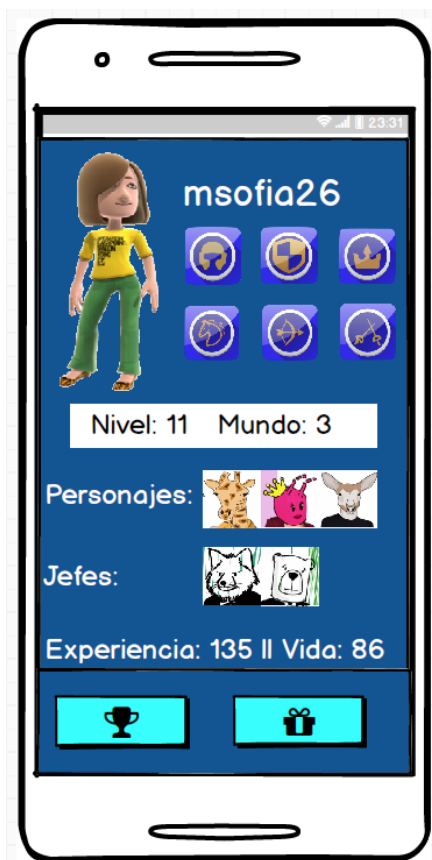 23:31
msofia26
Nivel: 11 Mundo: 3
Personajes:
Jefes:
Experiencia: 135 ll Vida: 86